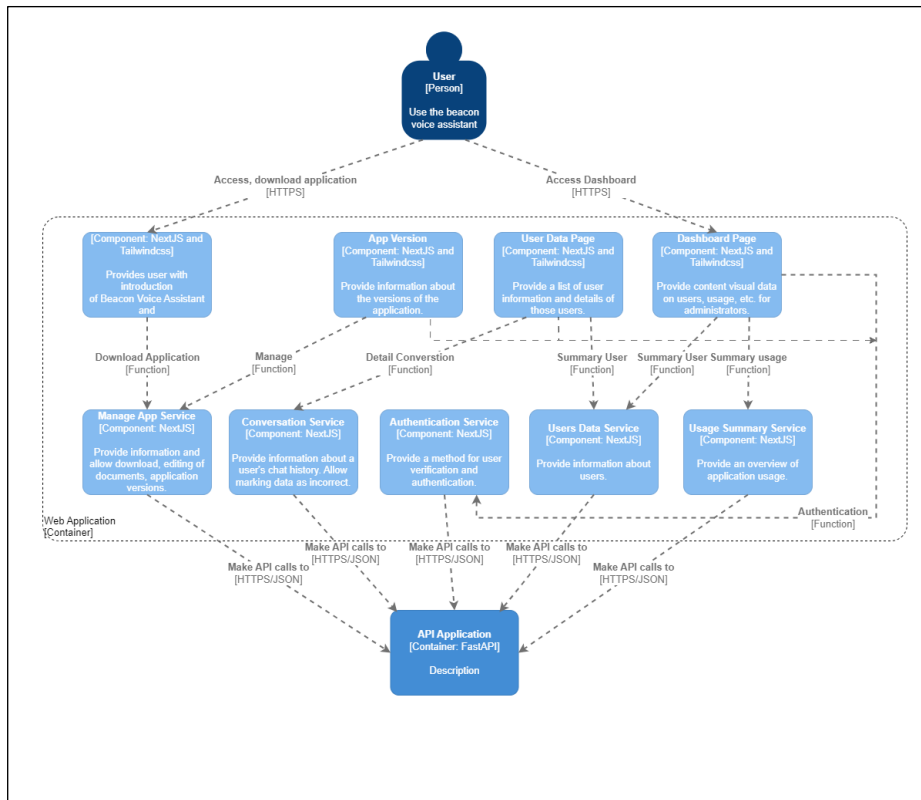 User
[Person]
Use the beacon
voice assistant
Access, download application
[HTTPS]
Access Dashboard
[HTTPS]
[Component: NextJS and
Tailwindcss]
Provides user with
introduction
of Beacon Voice Assistant
and
App Version
[Component: NextJS and
Tailwindcss]
Provide information about
the versions of the
application.
User Data Page
[Component: NextJS and
Tailwindcss]
Provide a list of user
information and details of
those users.
Dashboard Page
[Component: NextJS and
Tailwindcss]
Provide content visual data
on users, usage, etc. for
administrators.
Download Application
[Function]
Manage
[Function]
Detail Converstion
[Function]
Summary User
[Function]
Summary User
[Function]
Summary usage
[Function]
Manage App Service
[Component: NextJS]
Provide information and
allow download, editing of
documents, application
versions.
Conversation Service
[Component: NextJS]
Provide information about a
user's chat history. Allow
marking data as incorrect.
Authentication Service
[Component: NextJS]
Provide a method for user
verification and
authentication.
Users Data Service
[Component: NextJS]
Provide information about
users.
Usage Summary Service
[Component: NextJS]
Provide an overview of
application usage.
Authentication
[Function]
Web Application
[Container]
Make API calls to
[HTTPS/JSON]
Make API calls to
[HTTPS/JSON]
Make API calls to
[HTTPS/JSON]
Make API calls to
[HTTPS/JSON]
Make API calls to
[HTTPS/JSON]
API Application
[Container: FastAPI]
Description